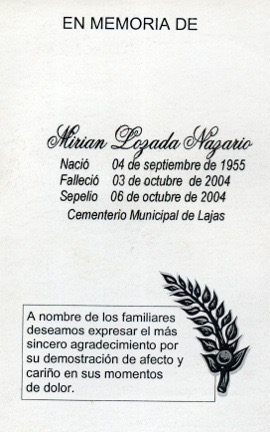 EN MEMORIA DE
Mirian Lozada Nazario
Nació 04 de septiembre de 1955
Falleció 03 de octubre de 2004
Sepelio 06 de octubre de 2004
Cementerio Municipal de Lajas
A nombre de los familiares
deseamos expresar el más
sincero agradecimiento por
su demostración de afecto y
cariño en sus momentos
de dolor.